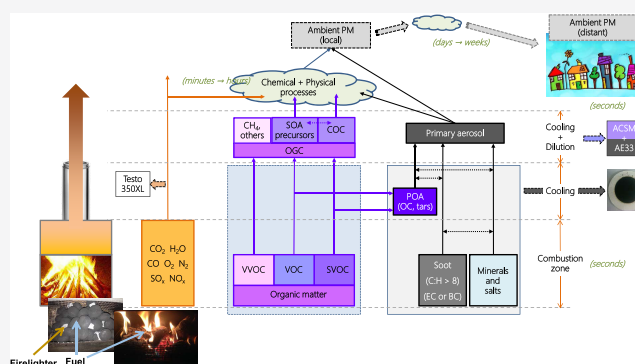 Ambient PM
(local)
(days → weeks)
Ambient PM
(distant)
(minutes → hours)
Chemical + Physical
processes
(seconds)
CH₄,
others
SOA
precursors
COC
OGC
Primary aerosol
Cooling
+
Dilution
ACSM
+
AE33
Testo
350XL
POA
(OC, tars)
Cooling
CO₂ H₂O
CO O₂ N₂
SOₓ NOₓ
VVOC
VOC
SVOC
Organic matter
Soot
(C:H > 8)
(EC or BC)
Minerals
and
salts
Combustion
zone
(seconds)
Firelighter
Fuel